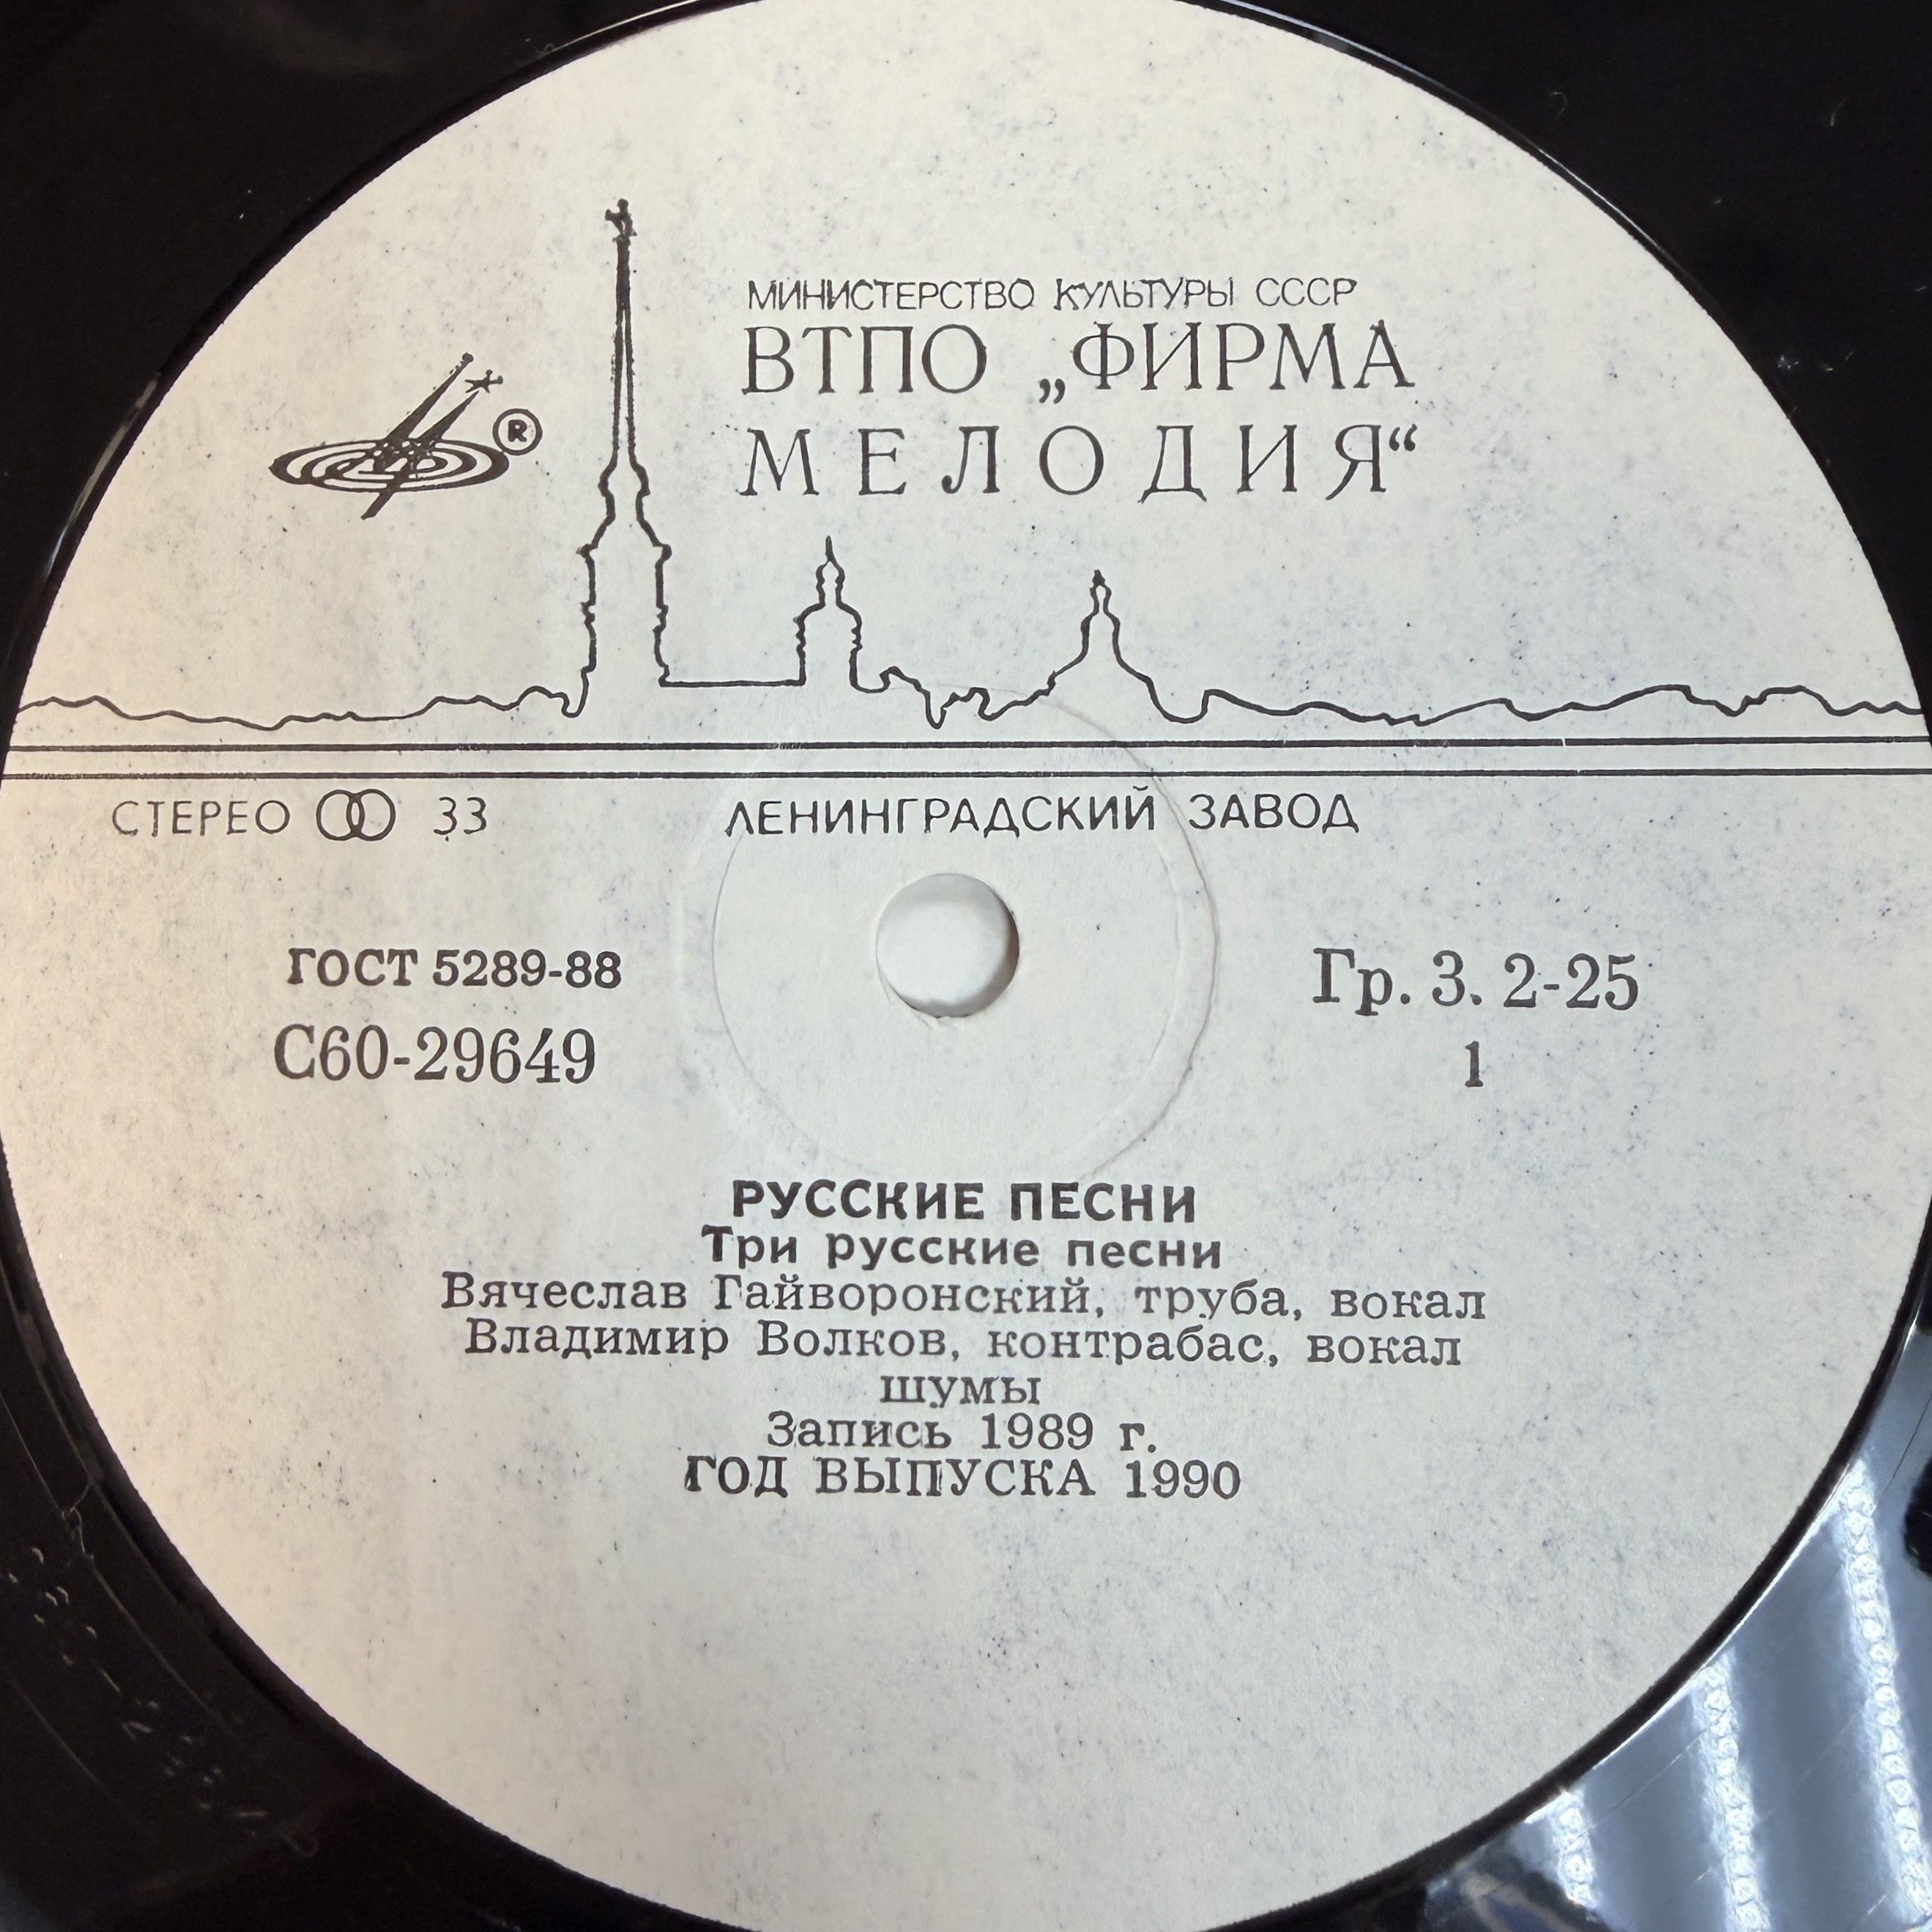 МИНИСТЕРСТВО КУЛЬТУРЫ СССР
ВТПО „ФИРМА
МЕЛОДИЯ“
®
СТЕРЕО 33
ЛЕНИНГРАДСКИЙ ЗАВОД
ГОСТ 5289-88
Гр. 3. 2-25
С60-29649
1
РУССКИЕ ПЕСНИ
Три русские песни
Вячеслав Гайворонский, труба, вокал
Владимир Волков, контрабас, вокал
шумы
Запись 1989 г.
ГОД ВЫПУСКА 1990